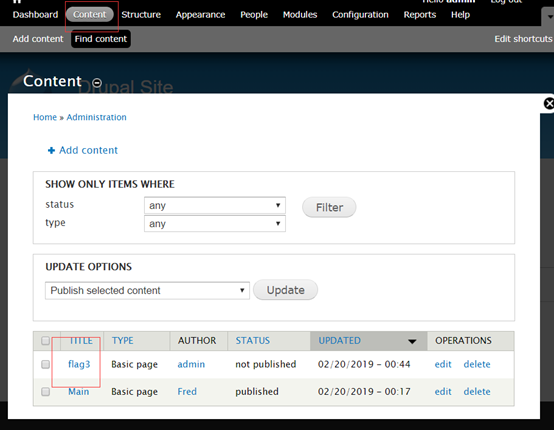 Hello admin Log out
Dashboard Content Structure Appearance People Modules Configuration Reports Help
Add content Find content Edit shortcuts
Drupal Site
Content
Home » Administration
Add content
SHOW ONLY ITEMS WHERE
status any
type any
Filter
UPDATE OPTIONS
Publish selected content Update
TITLE TYPE AUTHOR STATUS UPDATED OPERATIONS
flag3 Basic page admin not published 02/20/2019 - 00:44 edit delete
Main Basic page Fred published 02/20/2019 - 00:17 edit delete